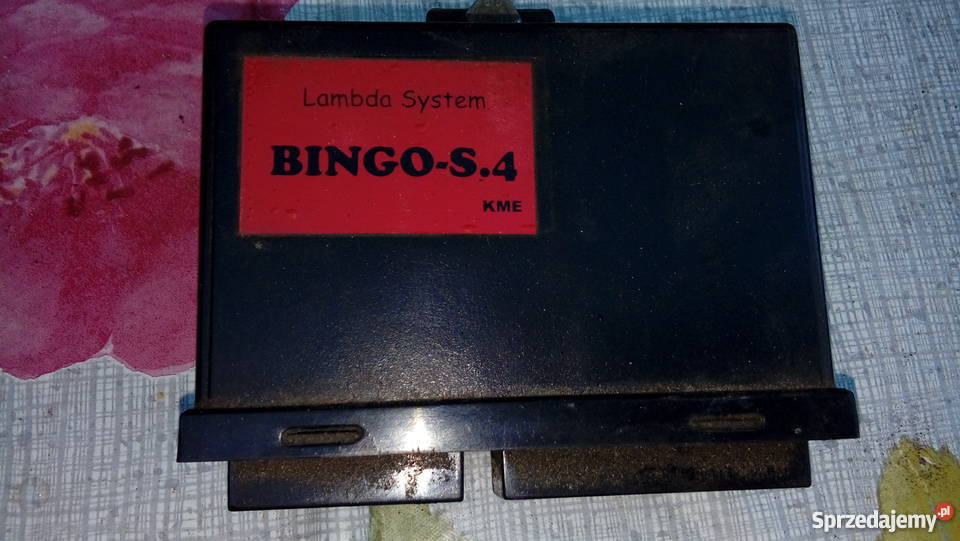 Lambda System
BINGO-S.4
KME
Sprzedajemy.pl